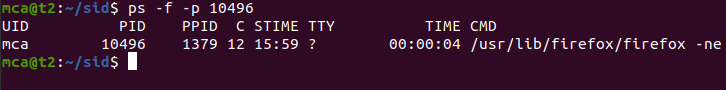 mca@t2:~/sid$ ps -f -p 10496
UID          PID    PPID  C STIME TTY          TIME CMD
mca        10496    1379 12 15:59 ?        00:00:04 /usr/lib/firefox/firefox -ne
mca@t2:~/sid$